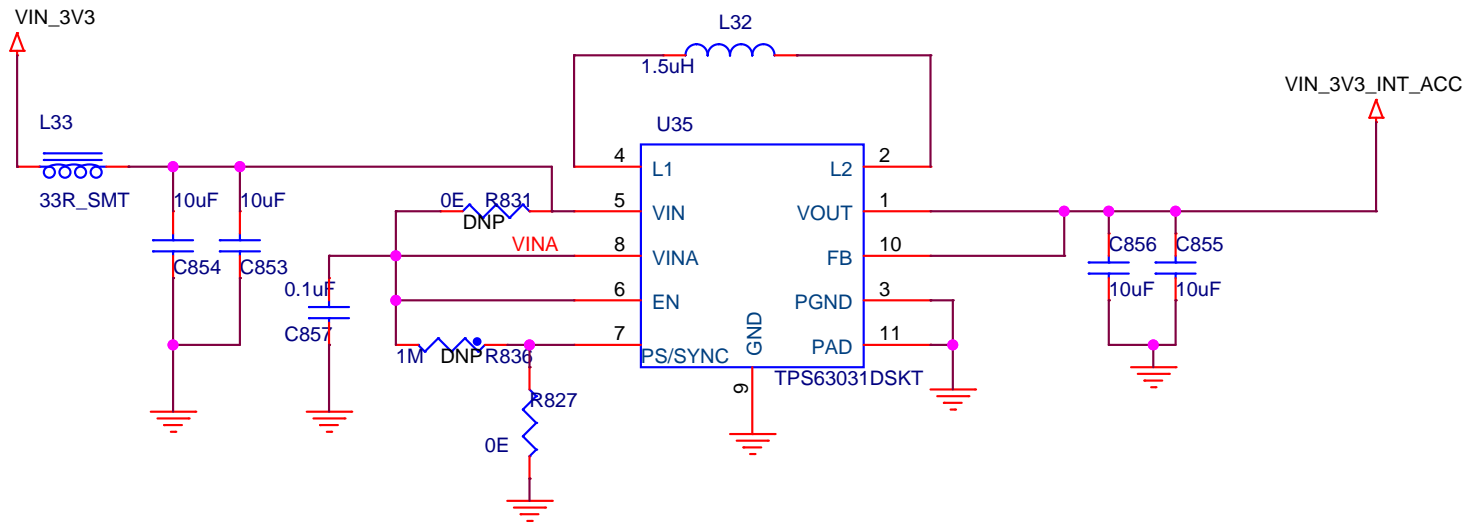 VIN_3V3
L32
1.5uH
VIN_3V3_INT_ACC
L33
33R_SMT
U35
4 L1 L2 2
10uF 10uF
0E R831
DNP
5 VIN VOUT 1
VINA
8 VINA FB 10
C854 C853
C856 C855
10uF 10uF
0.1uF
C857
6 EN PGND 3
1M DNP R836
7 PS/SYNC GND PAD 11
9
TPS63031DSKT
R827
0E